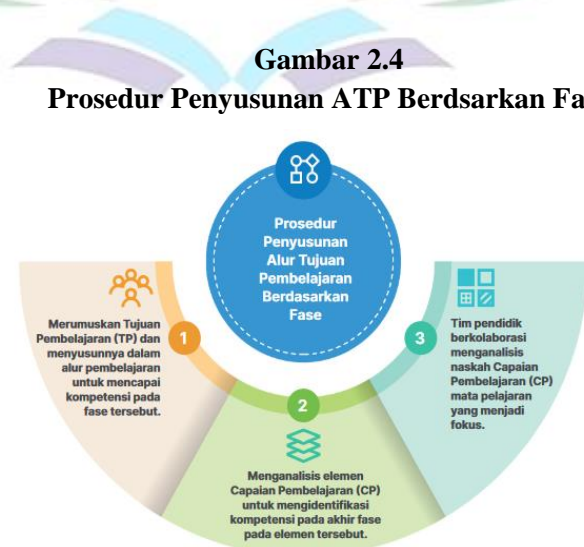 Gambar 2.4
Prosedur Penyusunan ATP Berdsarkan Fa
Prosedur
Penyusunan
Alur Tujuan
Pembelajaran
Berdasarkan
Fase
1
Merumuskan Tujuan
Pembelajaran (TP) dan
menyusunnya dalam
alur pembelajaran
untuk mencapai
kompetensi pada
fase tersebut.
2
Menganalisis elemen
Capaian Pembelajaran (CP)
untuk mengidentifikasi
kompetensi pada akhir fase
pada elemen tersebut.
3
Tim pendidik
berkolaborasi
menganalisis
naskah Capaian
Pembelajaran (CP)
mata pelajaran
yang menjadi
fokus.